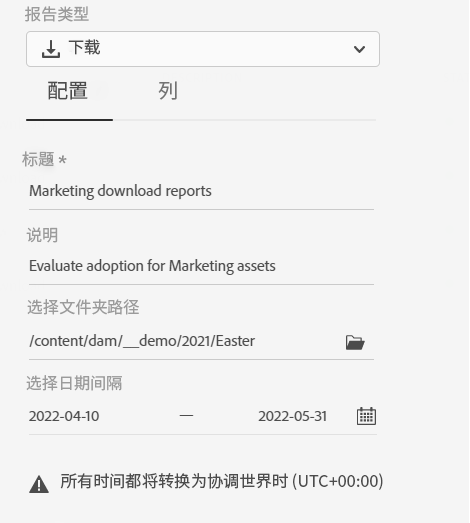 报告类型
下载
配置 列
标题 *
Marketing download reports
说明
Evaluate adoption for Marketing assets
选择文件夹路径
/content/dam/__demo/2021/Easter
选择日期间隔
2022-04-10 — 2022-05-31
所有时间都将转换为协调世界时 (UTC+00:00)